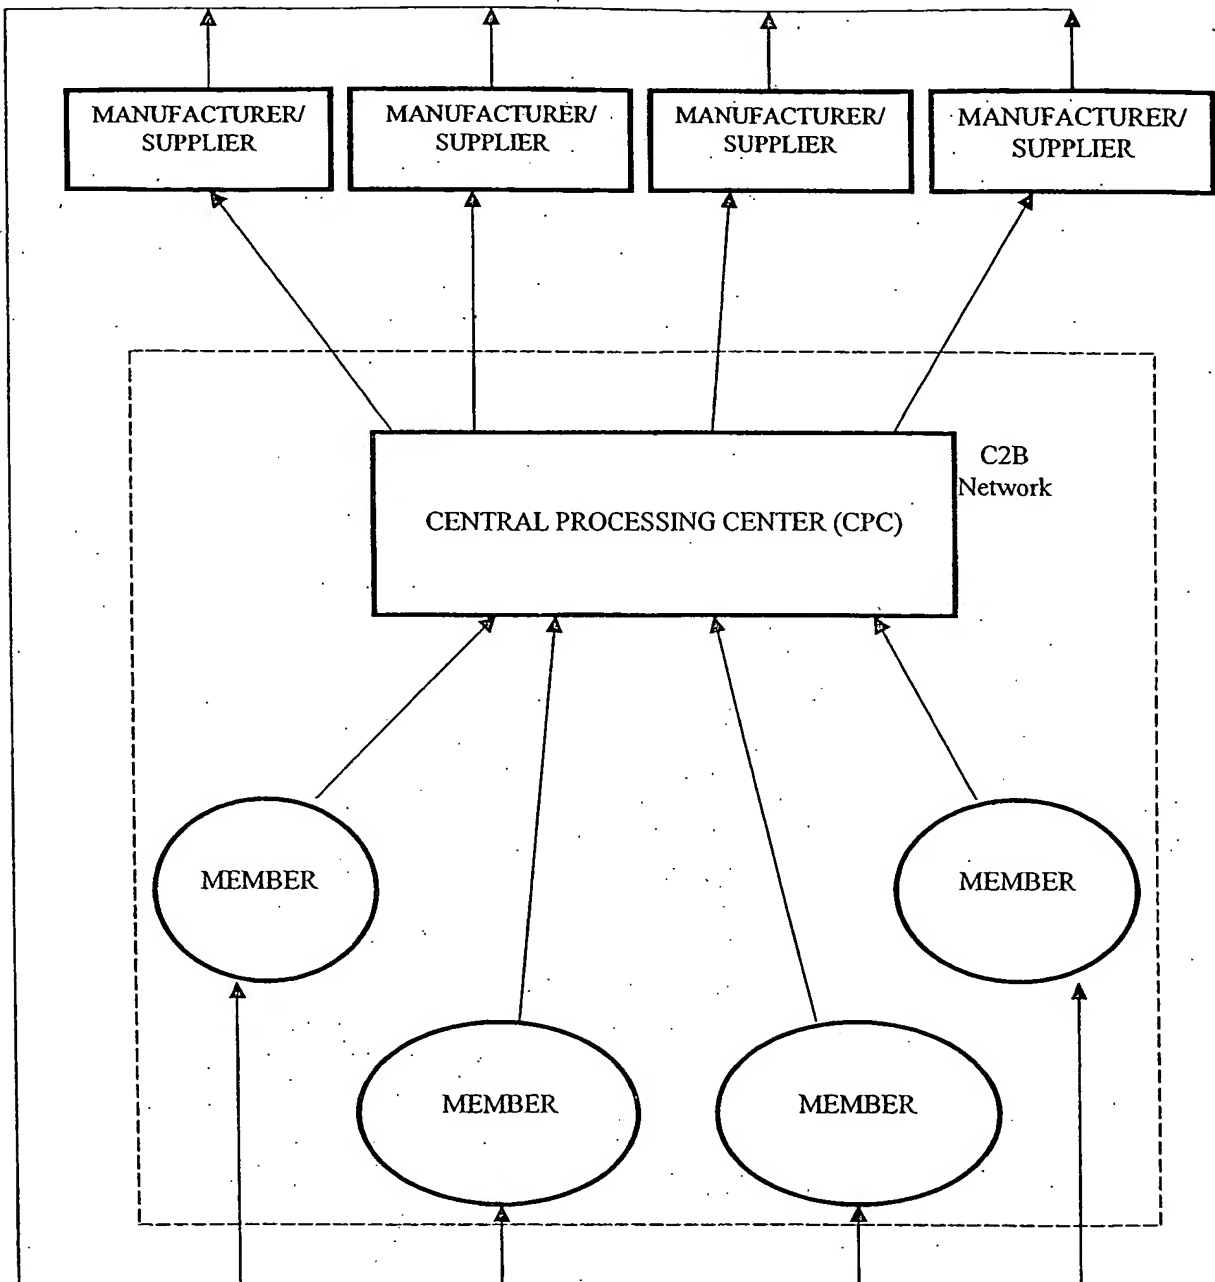 MANUFACTURER/
SUPPLIER
MANUFACTURER/
SUPPLIER
MANUFACTURER/
SUPPLIER
MANUFACTURER/
SUPPLIER
C2B
Network
CENTRAL PROCESSING CENTER (CPC)
MEMBER
MEMBER
MEMBER
MEMBER